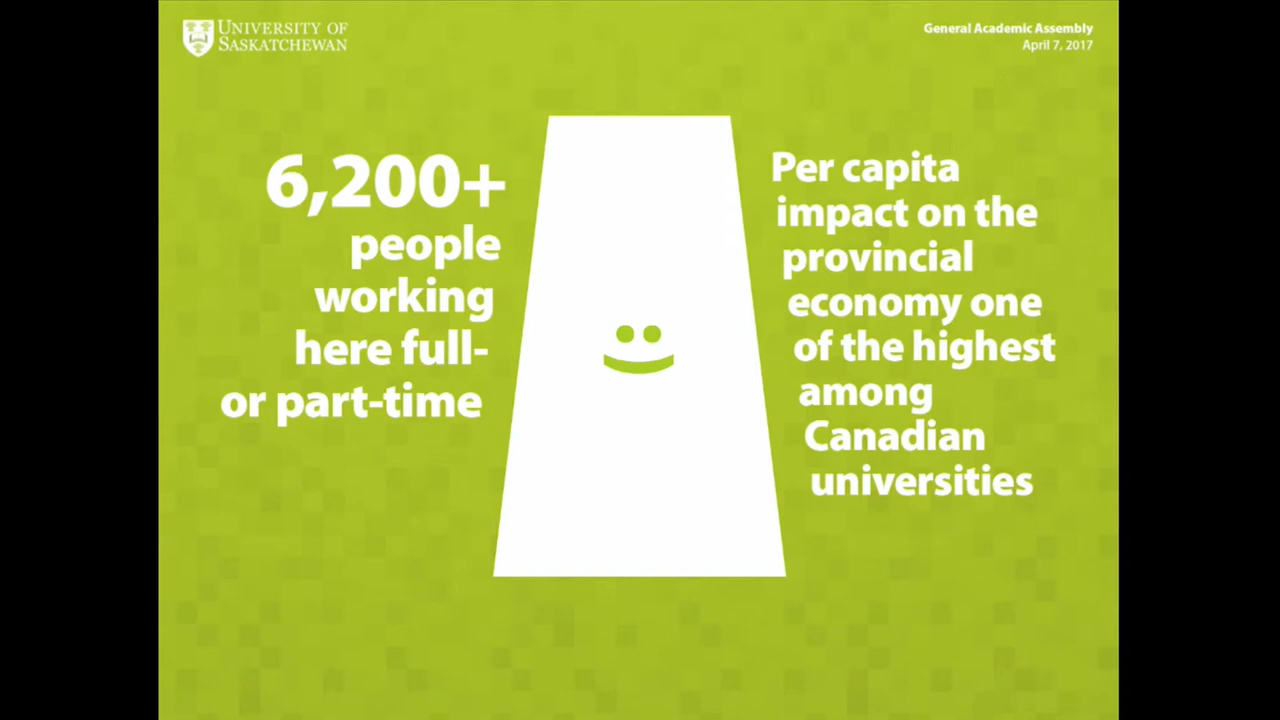 UNIVERSITY OF
SASKATCHEWAN
General Academic Assembly
April 7, 2017
6,200+
people
working
here full-
or part-time
Per capita
impact on the
provincial
economy one
of the highest
among
Canadian
universities